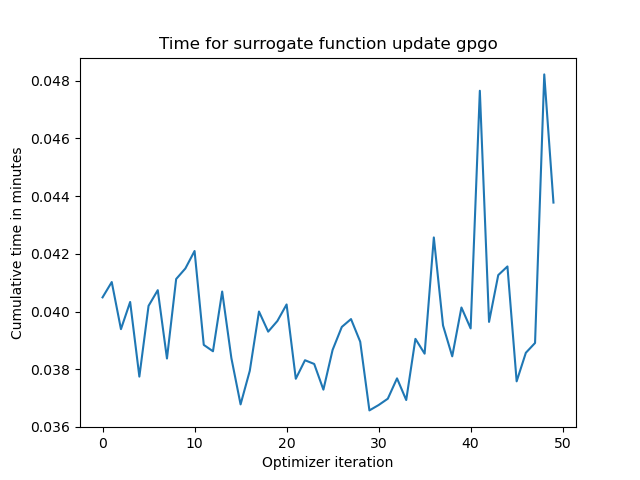 Time for surrogate function update gpgo
Cumulative time in minutes
0.048
0.046
0.044
0.042
0.040
0.038
0.036
0 10 20 30 40 50
Optimizer iteration